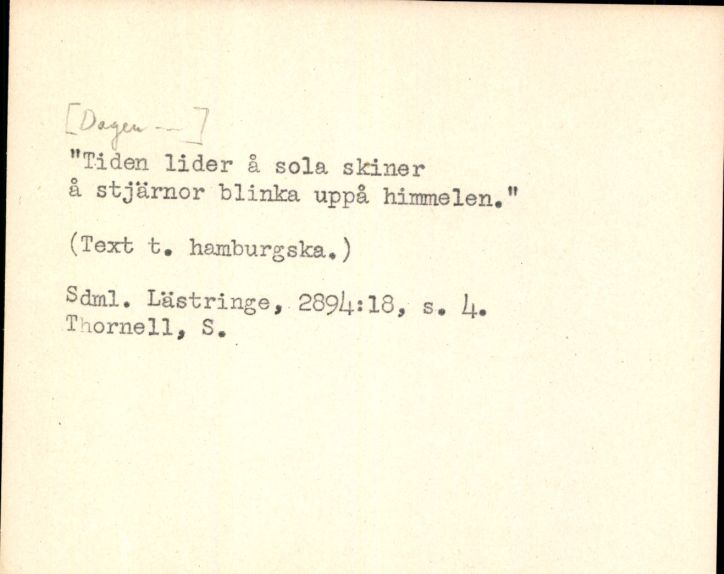 [Dagen --- ]
"Tiden lider å sola skiner
å stjärnor blinka uppå himmelen."
(Text t. hamburgska.)
Sdml. Lästringe, 2894:18, s. 4.
Thornell, S.